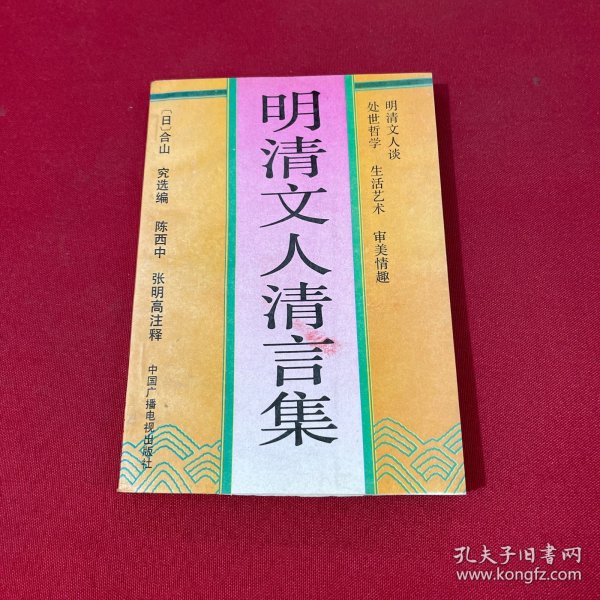 明清文人谈
处世哲学 生活艺术 审美情趣
明清文人清言集
〔日〕合山 究选编 陈西中 张明高注释
中国广播电视出版社
孔夫子旧书网
www.kongfz.com